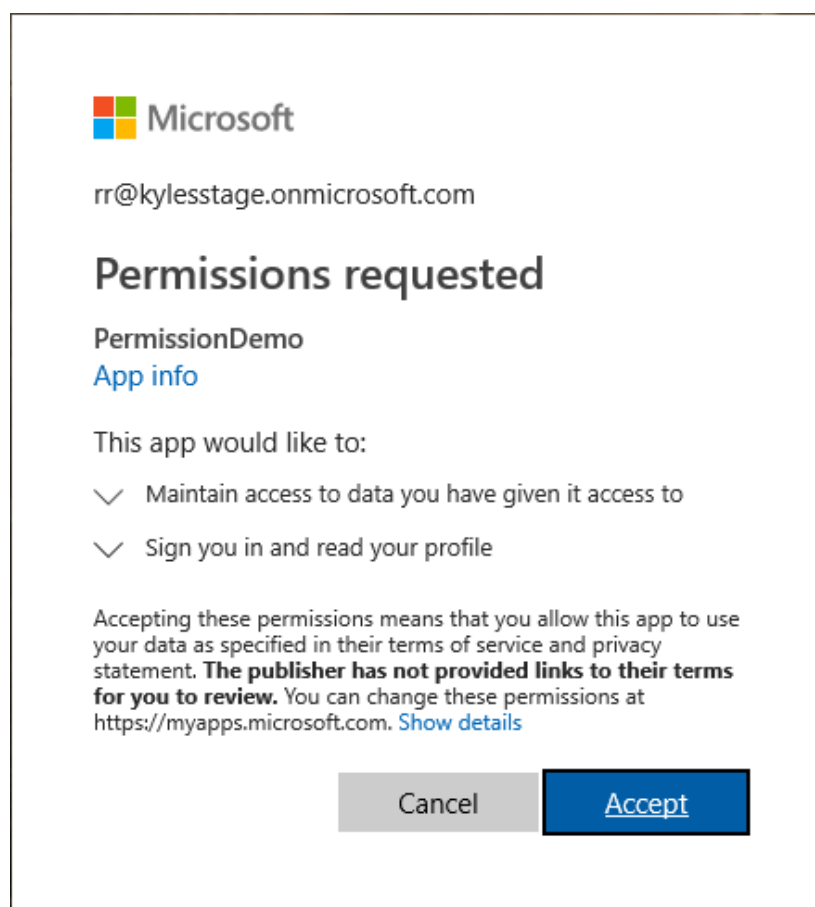 Microsoft
rr@kylesstage.onmicrosoft.com
Permissions requested
PermissionDemo
App info
This app would like to:
Maintain access to data you have given it access to
Sign you in and read your profile
Accepting these permissions means that you allow this app to use
your data as specified in their terms of service and privacy
statement. The publisher has not provided links to their terms
for you to review. You can change these permissions at
https://myapps.microsoft.com. Show details
Cancel Accept